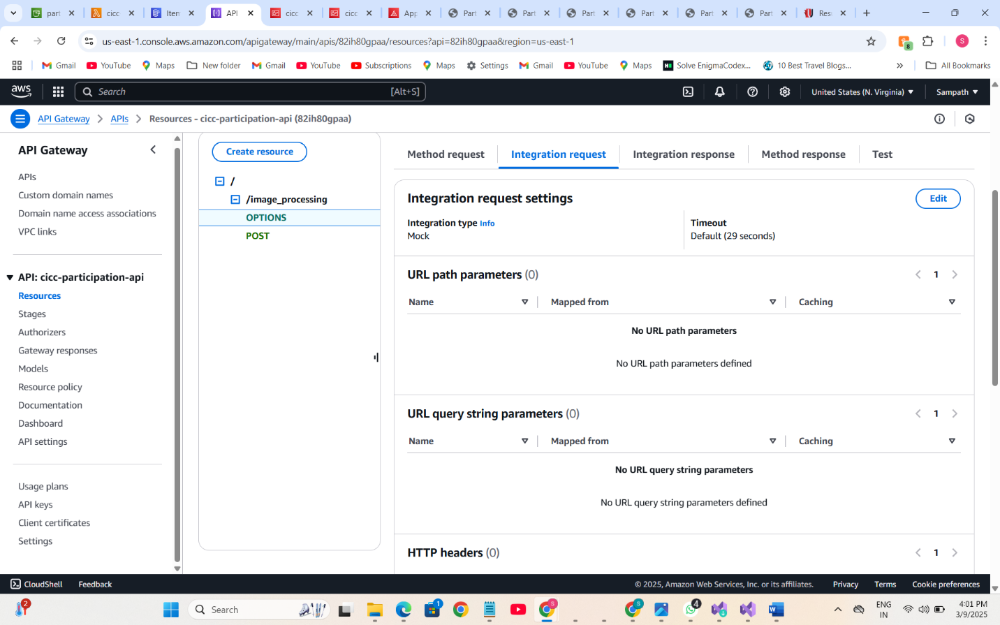 part
cicc
Iten
API
cicc
cicc
App
Part
Part
Part
Part
Part
Part
Res
us-east-1.console.aws.amazon.com/apigateway/main/apis/82ih80gpaa/resources?api=82ih80gpaa&region=us-east-1
8
S
Gmail
YouTube
Maps
New folder
Gmail
YouTube
Subscriptions
Maps
Settings
Gmail
YouTube
Maps
Solve EnigmaCodex...
10 Best Travel Blogs...
»
All Bookmarks
aws
Search
[Alt+S]
United States (N. Virginia)
Sampath
API Gateway
APIs
Resources - cicc-participation-api (82ih80gpaa)
API Gateway
APIs
Custom domain names
Domain name access associations
VPC links
API: cicc-participation-api
Resources
Stages
Authorizers
Gateway responses
Models
Resource policy
Documentation
Dashboard
API settings
Usage plans
API keys
Client certificates
Settings
Create resource
/
/image_processing
OPTIONS
POST
Method request
Integration request
Integration response
Method response
Test
Integration request settings
Edit
Integration type Info
Mock
Timeout
Default (29 seconds)
URL path parameters (0)
1
Name
Mapped from
Caching
No URL path parameters
No URL path parameters defined
URL query string parameters (0)
1
Name
Mapped from
Caching
No URL query string parameters
No URL query string parameters defined
HTTP headers (0)
1
CloudShell
Feedback
© 2025, Amazon Web Services, Inc. or its affiliates.
Privacy
Terms
Cookie preferences
2
Search
1
S
S
4
ENG
IN
4:01 PM
3/9/2025